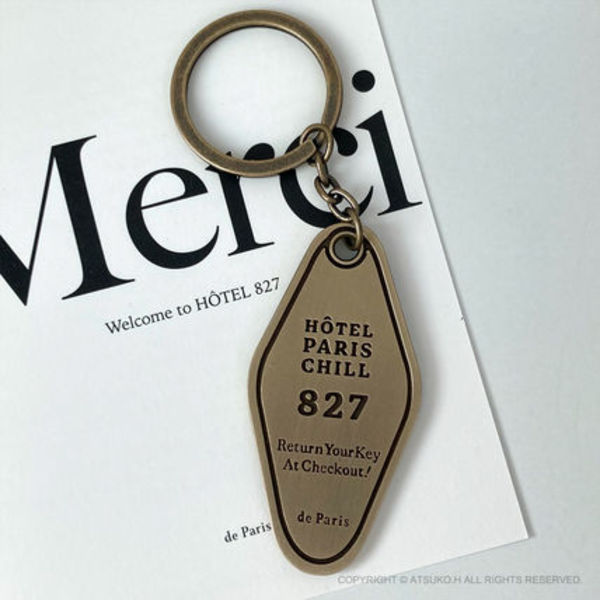 Merci
Welcome to HÔTEL 827
de Paris
HÔTEL
PARIS
CHILL
827
Return Your Key
At Checkout!
de Paris
COPYRIGHT © ATSUKO.H ALL RIGHTS RESERVED.